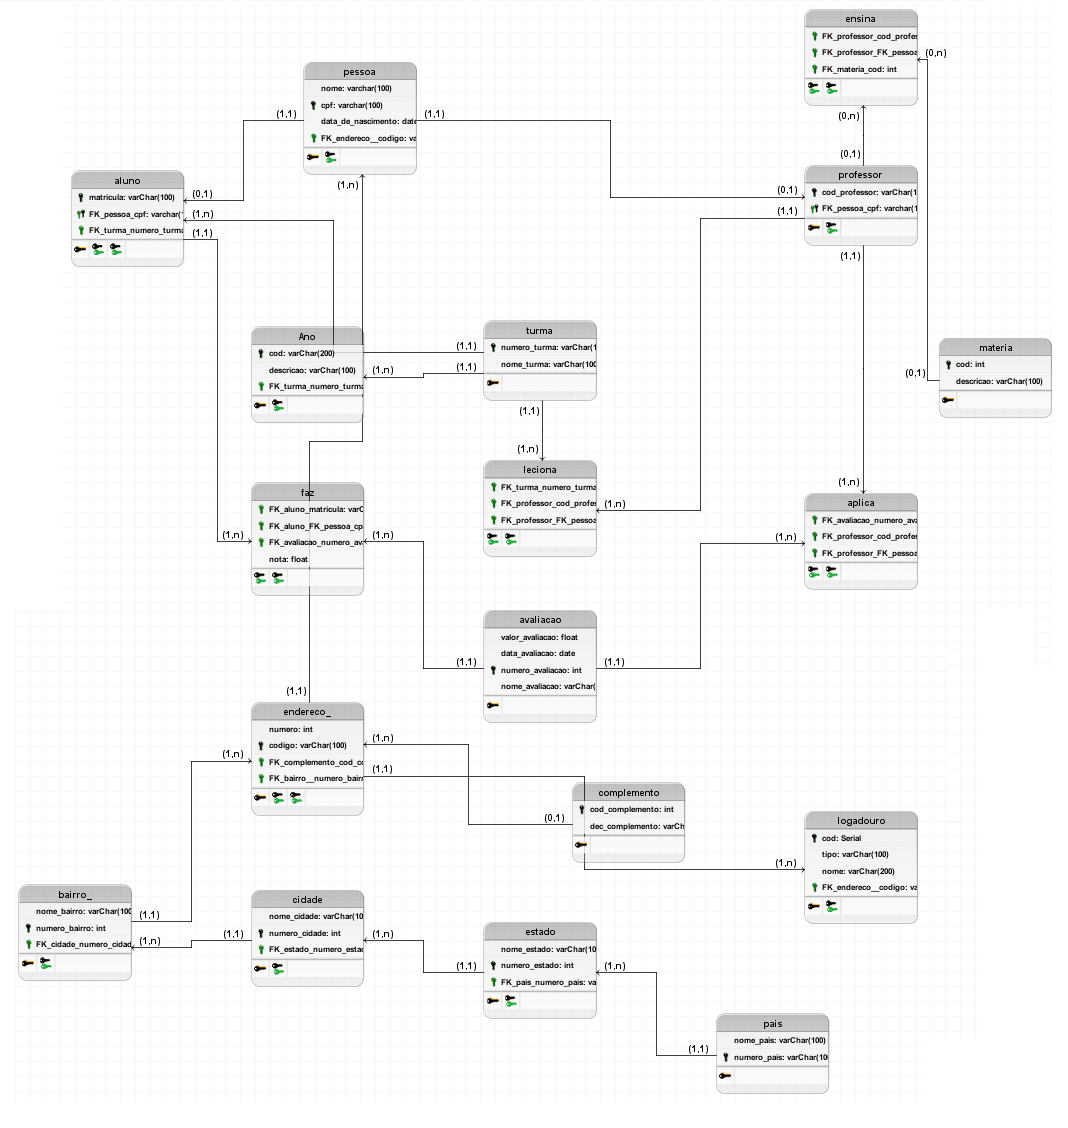 ensina
FK_professor_cod_profes
FK_professor_FK_pessoa
FK_materia_cod: int
(0,n)
(0,n)
(0,1)
pessoa
nome: varchar(100)
cpf: varchar(100)
data_de_nascimento: date
FK_endereco__codigo: va
(1,1)
(1,1)
(1,n)
aluno
matricula: varChar(100)
FK_pessoa_cpf: varchar(
FK_turma_numero_turma
(0,1)
(1,n)
(1,1)
professor
cod_professor: varChar(1
FK_pessoa_cpf: varchar(1
(0,1)
(1,1)
(1,1)
Ano
cod: varChar(200)
descricao: varChar(100)
FK_turma_numero_turma
(1,n)
turma
numero_turma: varChar(1
nome_turma: varChar(100
(1,1)
(1,1)
(1,1)
(1,n)
materia
cod: int
descricao: varChar(100)
(0,1)
faz
FK_aluno_matricula: varC
FK_aluno_FK_pessoa_cp
FK_avaliacao_numero_av
nota: float
(1,n)
(1,n)
leciona
FK_turma_numero_turma
FK_professor_cod_profes
FK_professor_FK_pessoa
(1,n)
(1,n)
aplica
FK_avaliacao_numero_ava
FK_professor_cod_profes
FK_professor_FK_pessoa
(1,n)
avaliacao
valor_avaliacao: float
data_avaliacao: date
numero_avaliacao: int
nome_avaliacao: varChar(
(1,1)
(1,1)
(1,1)
endereco_
numero: int
codigo: varChar(100)
FK_complemento_cod_co
FK_bairro__numero_bairr
(1,n)
(1,n)
(1,1)
complemento
cod_complemento: int
dec_complemento: varCh
(0,1)
logadouro
cod: Serial
tipo: varChar(100)
nome: varChar(200)
FK_endereco__codigo: va
(1,n)
bairro_
nome_bairro: varChar(100
numero_bairro: int
FK_cidade_numero_cidad
(1,1)
(1,n)
cidade
nome_cidade: varChar(10
numero_cidade: int
FK_estado_numero_estad
(1,1)
(1,n)
estado
nome_estado: varChar(10
numero_estado: int
FK_pais_numero_pais: va
(1,1)
(1,n)
pais
nome_pais: varChar(100)
numero_pais: varChar(100
(1,1)